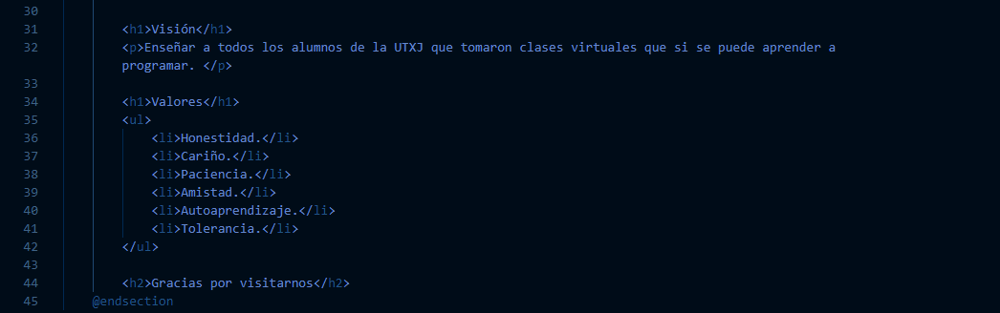 30
31 <h1>Visión</h1>
32 <p>Enseñar a todos los alumnos de la UTXJ que tomaron clases virtuales que si se puede aprender a
programar. </p>
33
34 <h1>Valores</h1>
35 <ul>
36 <li>Honestidad.</li>
37 <li>Cariño.</li>
38 <li>Paciencia.</li>
39 <li>Amistad.</li>
40 <li>Autoaprendizaje.</li>
41 <li>Tolerancia.</li>
42 </ul>
43
44 <h2>Gracias por visitarnos</h2>
45 @endsection